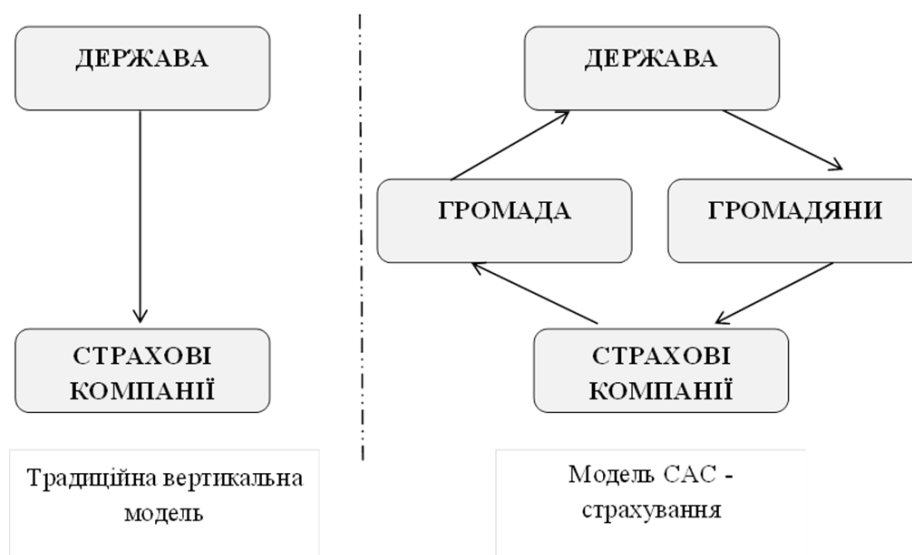 ДЕРЖАВА
СТРАХОВІ
КОМПАНІЇ
Традиційна вертикальна
модель
ДЕРЖАВА
ГРОМАДА
ГРОМАДЯНИ
СТРАХОВІ
КОМПАНІЇ
Модель САС -
страхування